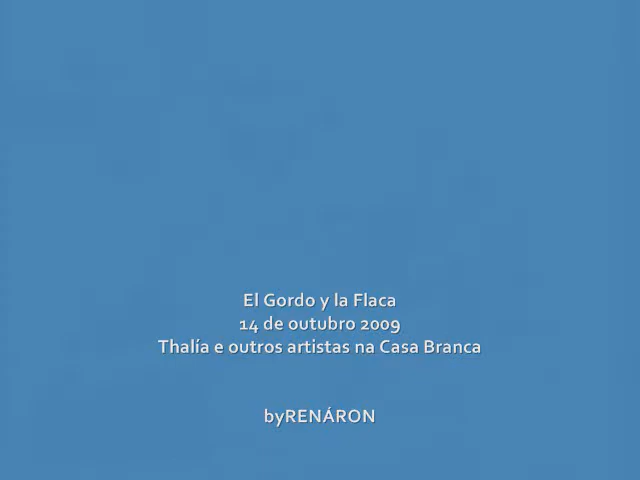 El Gordo y la Flaca
14 de outubro 2009
Thalía e outros artistas na Casa Branca
byRENÁRON